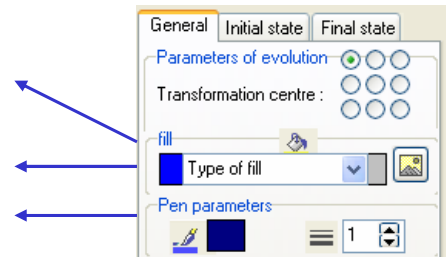 General Initial state Final state
Parameters of evolution
Transformation centre :
fill
Type of fill
Pen parameters
1